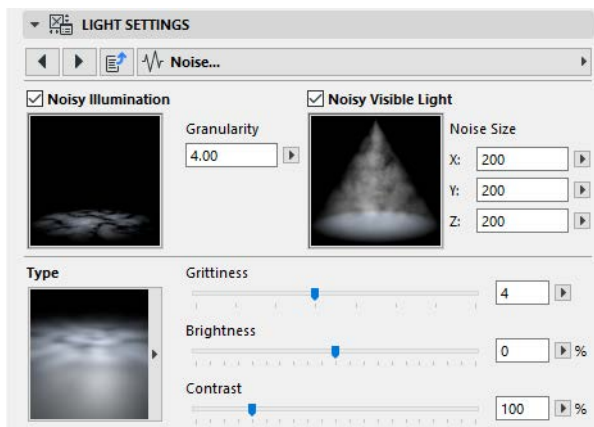 LIGHT SETTINGS
Noise...
Noisy Illumination
Noisy Visible Light
Granularity
4.00
Noise Size
X: 200
Y: 200
Z: 200
Type
Grittiness
4
Brightness
0 %
Contrast
100 %